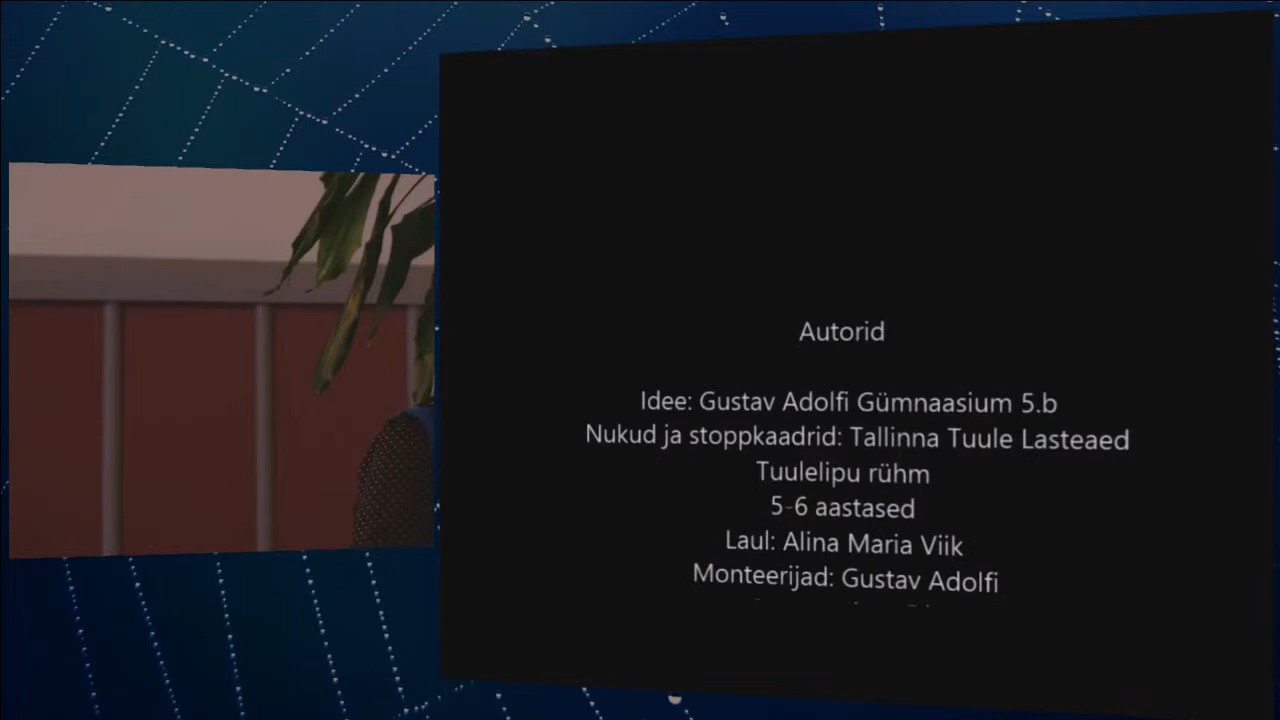 Autorid
Idee: Gustav Adolfi Gümnaasium 5.b
Nukud ja stoppkaadrid: Tallinna Tuule Lasteaed
Tuulelipu rühm
5-6 aastased
Laul: Alina Maria Viik
Monteerijad: Gustav Adolfi